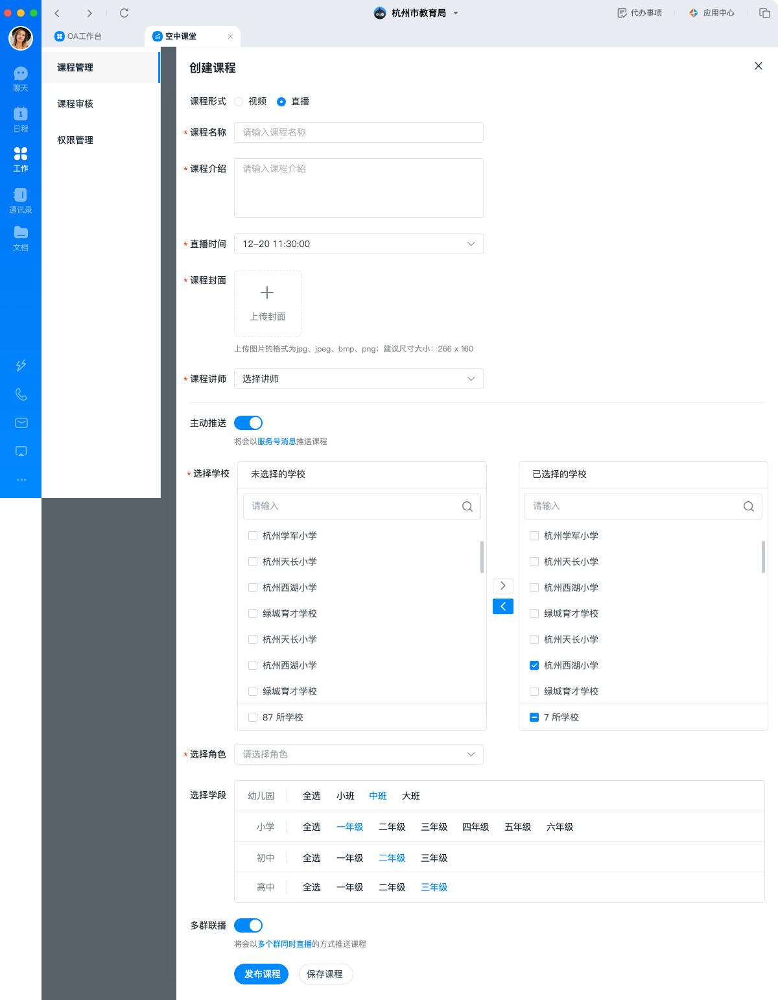 杭州市教育局
代办事项
应用中心
OA工作台
空中课堂
聊天
1
日程
工作
通讯录
文档
课程管理
课程审核
权限管理
创建课程
课程形式 视频 直播
* 课程名称 请输入课程名称
* 课程介绍 请输入课程介绍
* 直播时间 12-20 11:30:00
* 课程封面
上传封面
上传图片的格式为jpg、jpeg、bmp、png；建议尺寸大小：266 x 160
* 课程讲师 选择讲师
主动推送
将会以服务号消息推送课程
* 选择学校
未选择的学校
请输入
杭州学军小学
杭州天长小学
杭州西湖小学
绿城育才学校
杭州天长小学
杭州西湖小学
绿城育才学校
87 所学校
已选择的学校
请输入
杭州学军小学
杭州天长小学
杭州西湖小学
绿城育才学校
杭州天长小学
杭州西湖小学
绿城育才学校
7 所学校
* 选择角色 请选择角色
选择学段
幼儿园 全选 小班 中班 大班
小学 全选 一年级 二年级 三年级 四年级 五年级 六年级
初中 全选 一年级 二年级 三年级
高中 全选 一年级 二年级 三年级
多群联播
将会以多个群同时直播的方式推送课程
发布课程
保存课程